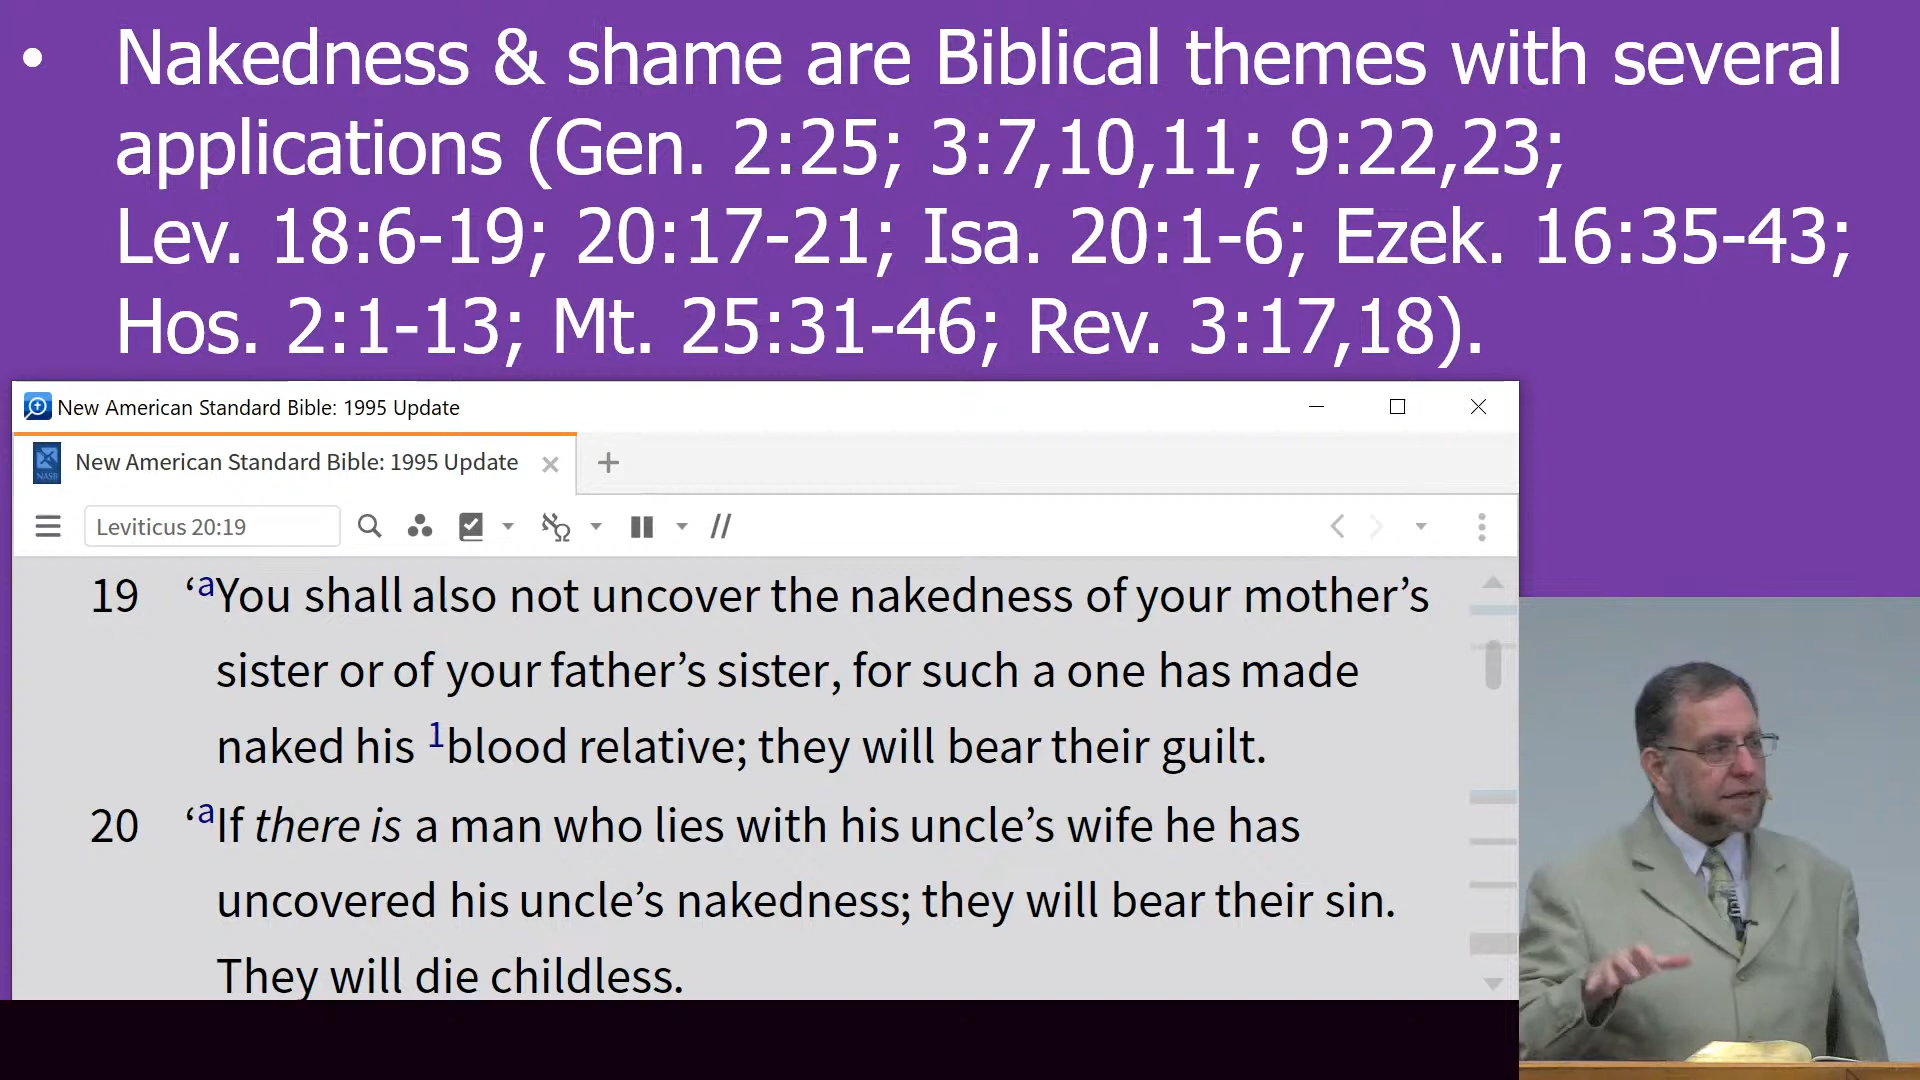 • Nakedness & shame are Biblical themes with several
applications (Gen. 2:25; 3:7,10,11; 9:22,23;
Lev. 18:6-19; 20:17-21; Isa. 20:1-6; Ezek. 16:35-43;
Hos. 2:1-13; Mt. 25:31-46; Rev. 3:17,18).
New American Standard Bible: 1995 Update
NASB
New American Standard Bible: 1995 Update
Leviticus 20:19
19 ‘aYou shall also not uncover the nakedness of your mother’s
sister or of your father’s sister, for such a one has made
naked his 1blood relative; they will bear their guilt.
20 ‘aIf there is a man who lies with his uncle’s wife he has
uncovered his uncle’s nakedness; they will bear their sin.
They will die childless.